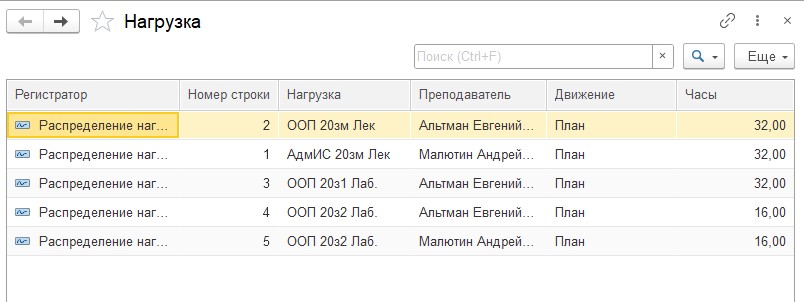 Нагрузка
Поиск (Ctrl+F)
Еще
Регистратор Номер строки Нагрузка Преподаватель Движение Часы
Распределение наг... 2 ООП 20зм Лек Альтман Евгений... План 32,00
Распределение наг... 1 АдмИС 20зм Лек Малютин Андрей... План 32,00
Распределение наг... 3 ООП 20з1 Лаб. Альтман Евгений... План 32,00
Распределение наг... 4 ООП 20з2 Лаб. Альтман Евгений... План 16,00
Распределение наг... 5 ООП 20з2 Лаб. Малютин Андрей... План 16,00